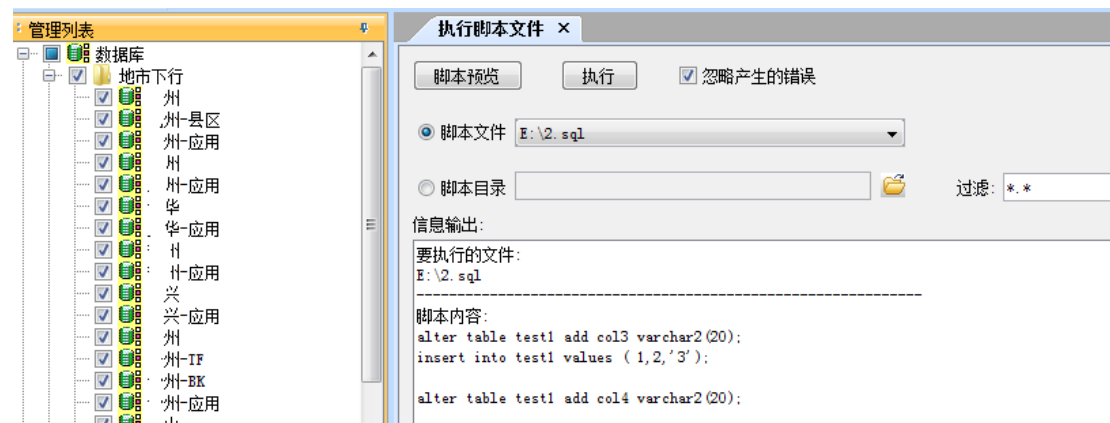 管理列表
数据库
地市下行
州
州-县区
州-应用
州
州-应用
华
华-应用
州
州-应用
兴
兴-应用
州
州-TF
州-BK
州-应用
执行脚本文件 ×
脚本预览 执行 忽略产生的错误
脚本文件 E:\2.sql
脚本目录 过滤: *.*
信息输出:
要执行的文件:
E:\2.sql
--------------------------------------------------------------
脚本内容:
alter table test1 add col3 varchar2(20);
insert into test1 values ( 1,2,'3');
alter table test1 add col4 varchar2(20);